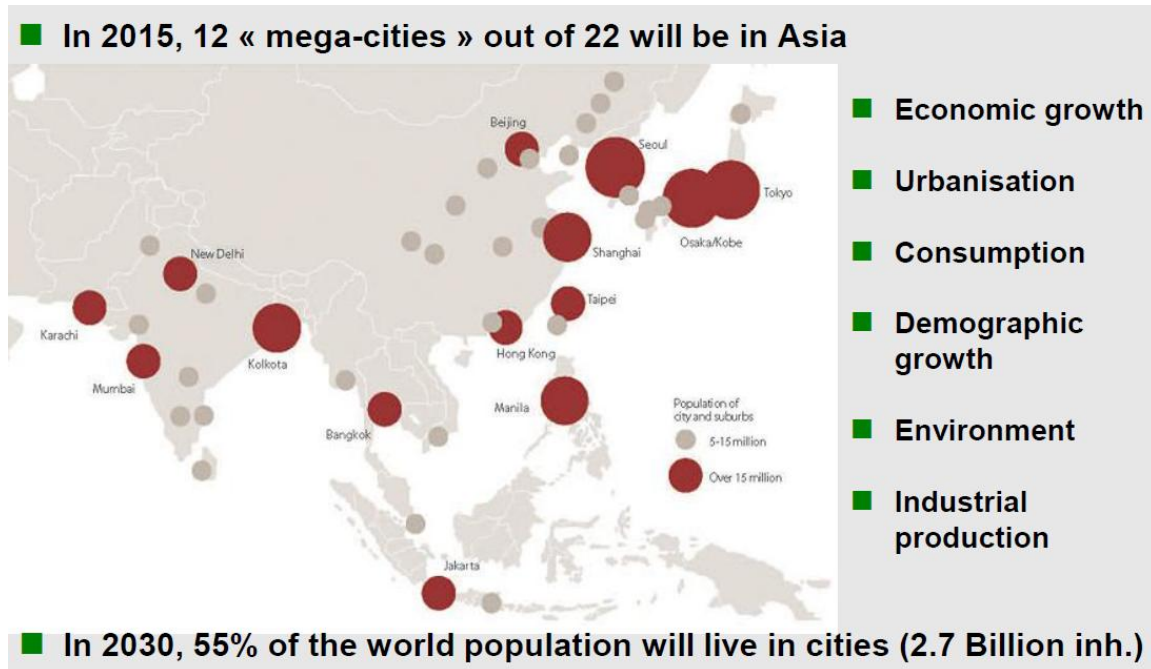 In 2015, 12 « mega-cities » out of 22 will be in Asia
Beijing
Seoul
Tokyo
Osaka/Kobe
Shanghai
New Delhi
Taipei
Karachi
Kolkota
Hong Kong
Mumbai
Manila
Bangkok
Population of
city and suburbs
5-15 million
Over 15 million
Jakarta
Economic growth
Urbanisation
Consumption
Demographic
growth
Environment
Industrial
production
In 2030, 55% of the world population will live in cities (2.7 Billion inh.)